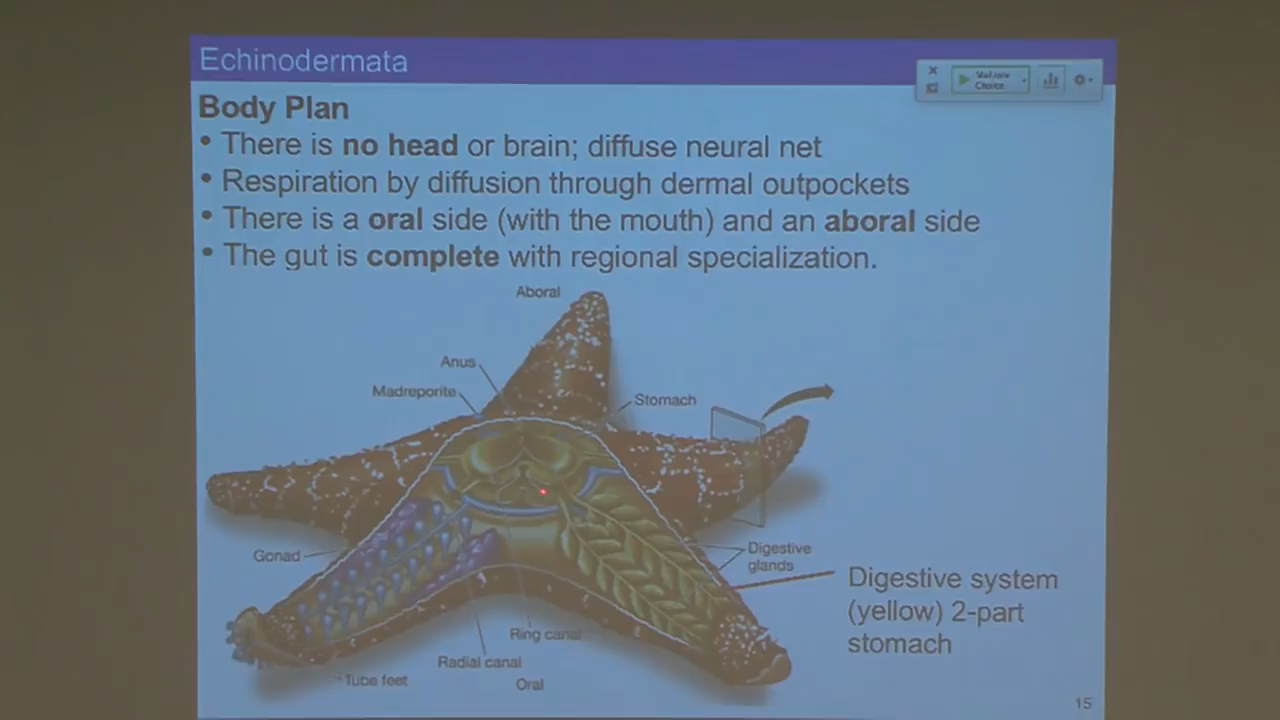 Echinodermata
Multiple
Choice
Body Plan
• There is no head or brain; diffuse neural net
• Respiration by diffusion through dermal outpockets
• There is a oral side (with the mouth) and an aboral side
• The gut is complete with regional specialization.
Aboral
Anus
Madreporite
Stomach
Gonad
Digestive
glands
Digestive system
(yellow) 2-part
stomach
Ring canal
Radial canal
Tube feet
Oral
15